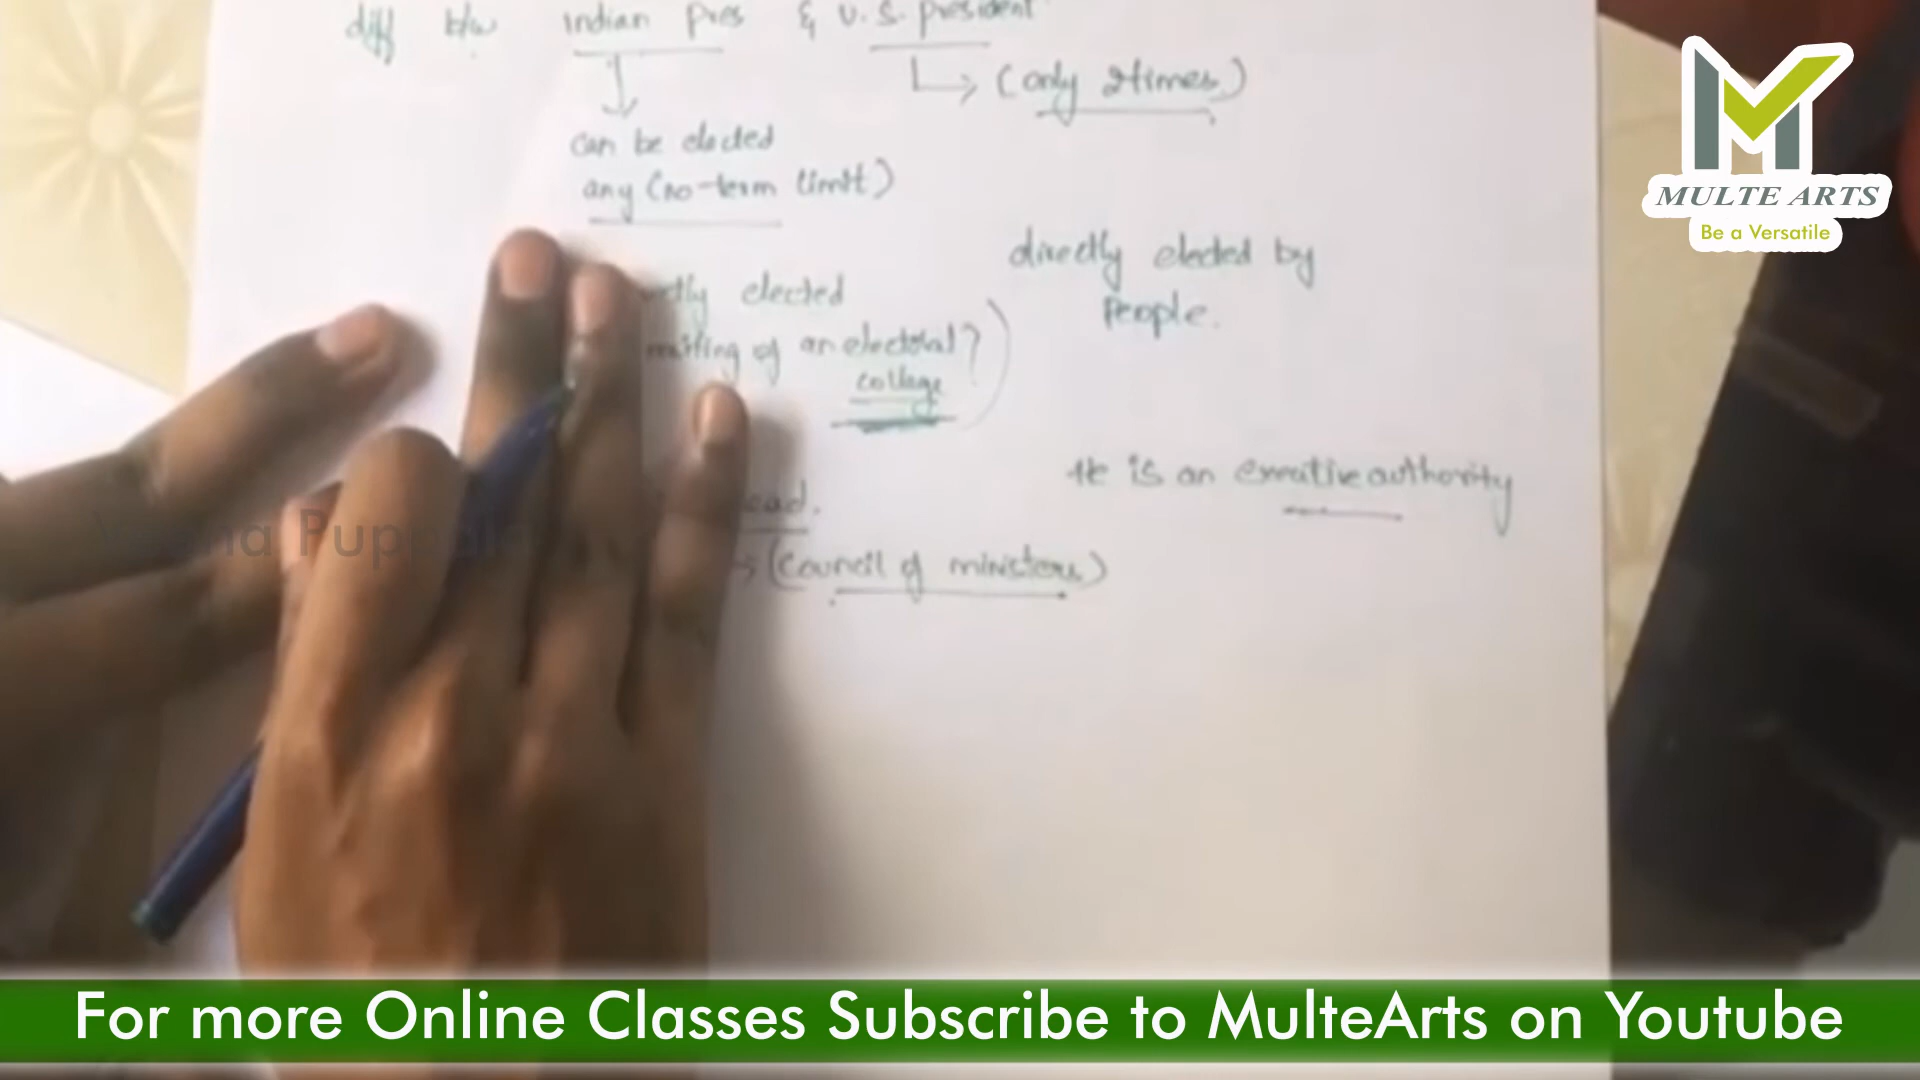 diff b/w Indian Pres & U.S. President
(only 2times)
can be elected
any (no-term limit)
directly elected by
People.
elected
of an electoral?
college
He is an executive authority
(Council of ministers)
MULTE ARTS
Be a Versatile
For more Online Classes Subscribe to MulteArts on Youtube